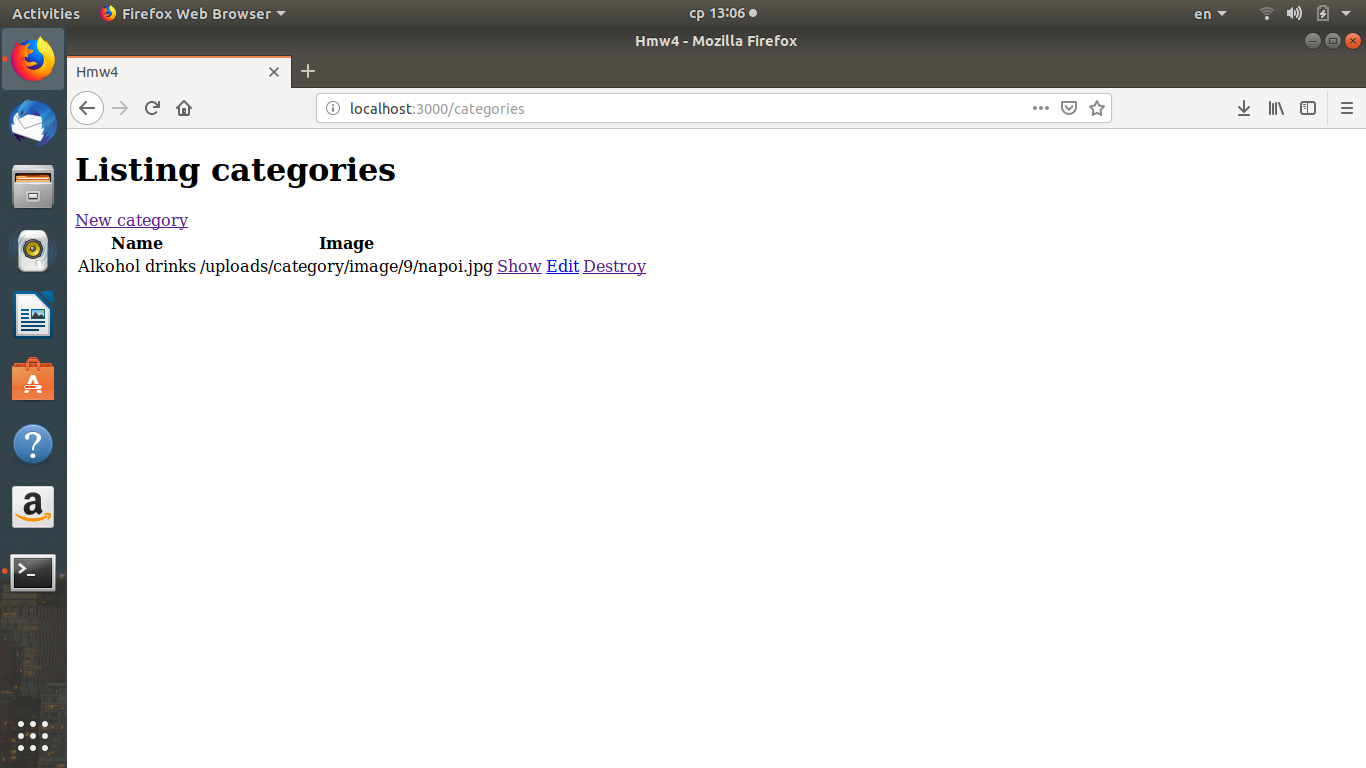 Activities Firefox Web Browser ср 13:06 en
Hmw4 - Mozilla Firefox
Hmw4
localhost:3000/categories
Listing categories
New category
Name Image
Alkohol drinks /uploads/category/image/9/napoi.jpg Show Edit Destroy